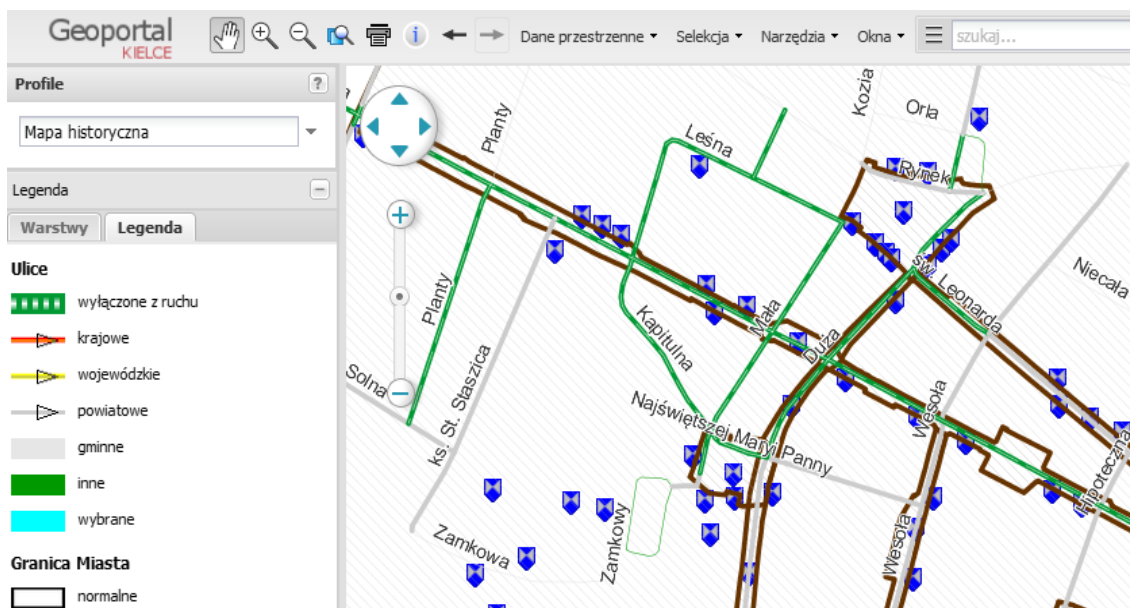 Geoportal
KIELCE
Dane przestrzenne
Selekcja
Narzędzia
Okna
szukaj...
Profile
?
Mapa historyczna
Legenda
Warstwy
Legenda
Ulice
wyłączone z ruchu
krajowe
wojewódzkie
powiatowe
gminne
inne
wybrane
Granica Miasta
normalne
Planty
Leśna
Kozia
Orla
Rynek
św. Leonarda
Niecała
Planty
Solna
ks. St. Staszica
Kapitulna
Mała
Duża
Wesoła
Najświętszej Maryi Panny
Hipoteczna
Zamkowa
Zamkowy
Wesoła